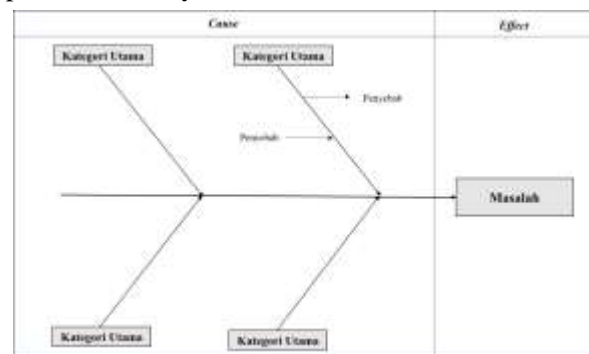 Cause
Effect
Kategori Utama
Kategori Utama
Penyebab
Penyebab
Masalah
Kategori Utama
Kategori Utama